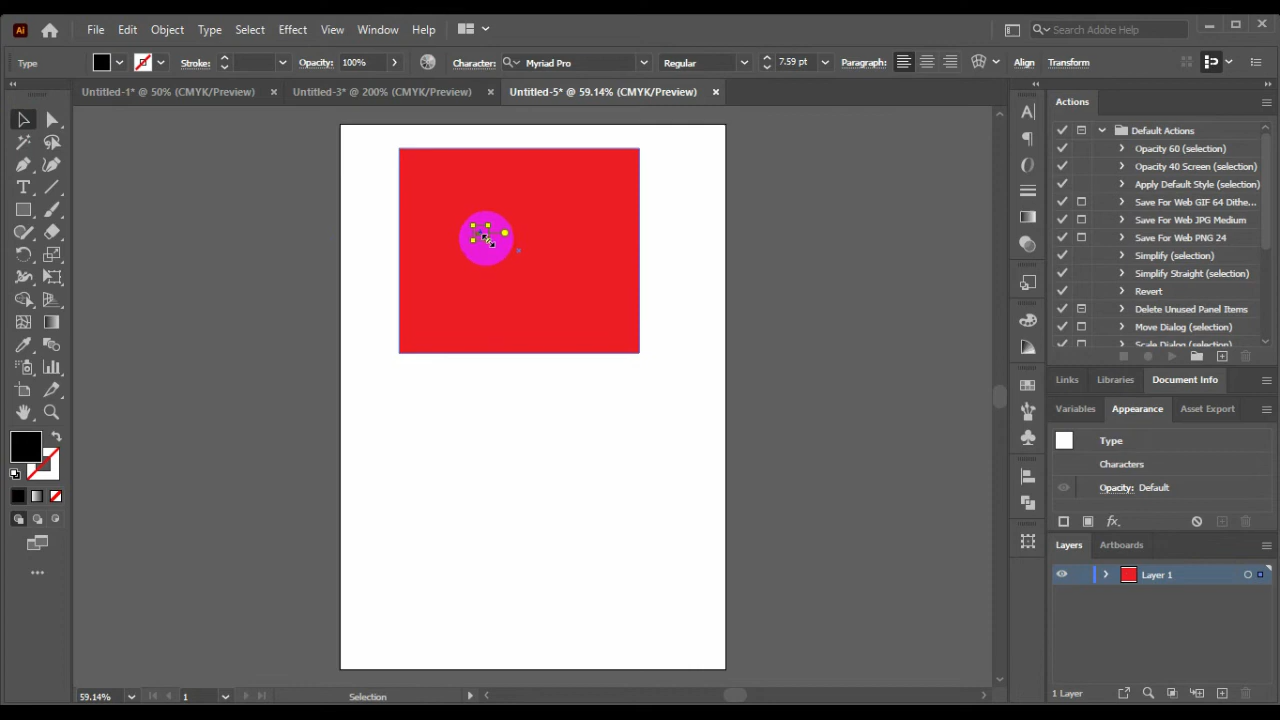 Ai File Edit Object Type Select Effect View Window Help Search Adobe Help
Type Stroke: Opacity: 100% Character: Myriad Pro Regular 7.59 pt Paragraph: Align Transform
Untitled-1* @ 50% (CMYK/Preview) Untitled-3* @ 200% (CMYK/Preview) Untitled-5* @ 59.14% (CMYK/Preview)
Actions
Default Actions
Opacity 60 (selection)
Opacity 40 Screen (selection)
Apply Default Style (selection)
Save For Web GIF 64 Dithe...
Save For Web JPG Medium
Save For Web PNG 24
Simplify (selection)
Simplify Straight (selection)
Revert
Delete Unused Panel Items
Move Dialog (selection)
Scale Dialog (selection)
Links Libraries Document Info
Variables Appearance Asset Export
Type
Characters
Opacity: Default
fx.
Layers Artboards
Layer 1
1 Layer
59.14% 1 Selection